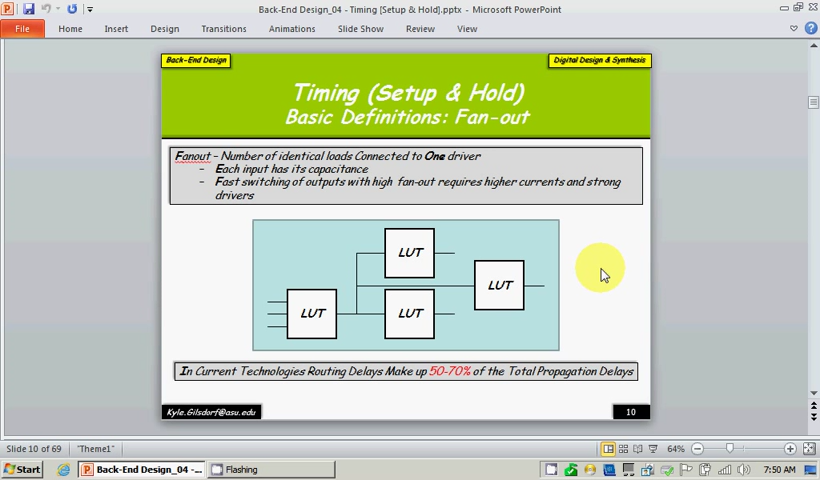 Back-End Design_04 - Timing [Setup & Hold].pptx - Microsoft PowerPoint
File Home Insert Design Transitions Animations Slide Show Review View
Back-End Design Digital Design & Synthesis
Timing (Setup & Hold)
Basic Definitions: Fan-out
Fanout – Number of identical loads Connected to One driver
- Each input has its capacitance
- Fast switching of outputs with high fan-out requires higher currents and strong
drivers
LUT
LUT
LUT
LUT
In Current Technologies Routing Delays Make up 50-70% of the Total Propagation Delays
Kyle.Gilsdorf@asu.edu 10
Slide 10 of 69 "Theme1" 64%
Start Back-End Design_04 -... Flashing 7:50 AM